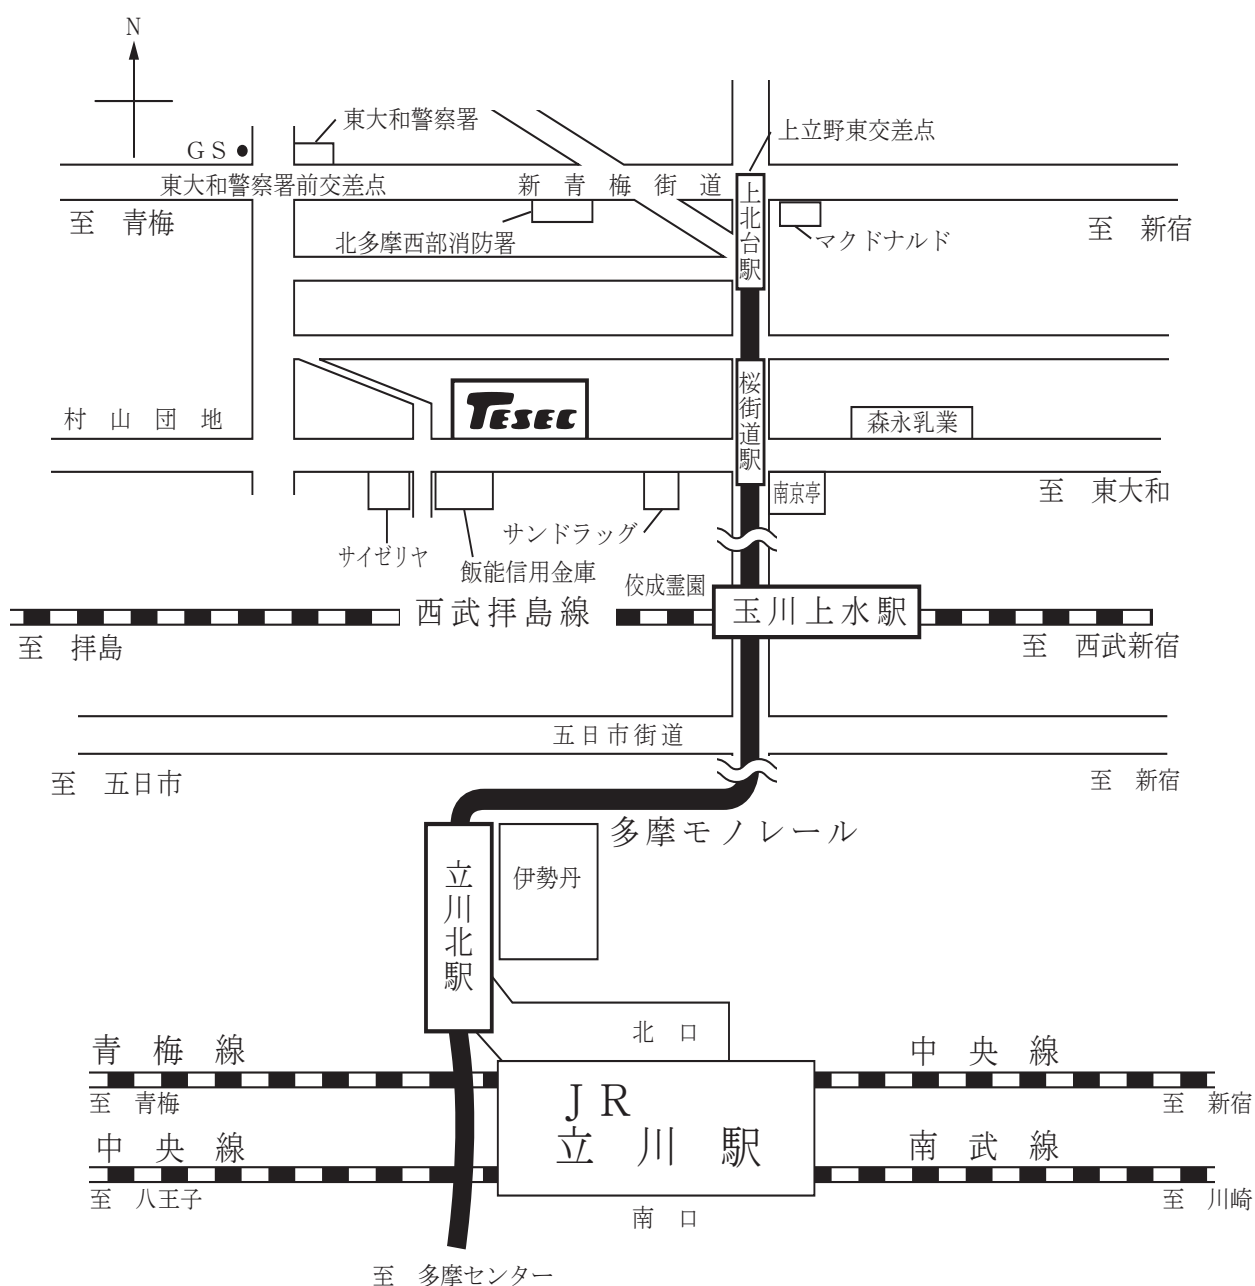 N
東大和警察署
上立野東交差点
GS
東大和警察署前交差点
新青梅街道
至　青梅
北多摩西部消防署
上北台駅
マクドナルド
至　新宿
村山団地
TESEC
桜街道駅
森永乳業
南京亭
至　東大和
サイゼリヤ
飯能信用金庫
サンドラッグ
佼成霊園
西武拝島線
玉川上水駅
至　拝島
至　西武新宿
五日市街道
至　五日市
至　新宿
多摩モノレール
立川北駅
伊勢丹
北口
青梅線
中央線
至　青梅
至　新宿
JR
立川駅
中央線
南武線
至　八王子
至　川崎
南口
至　多摩センター